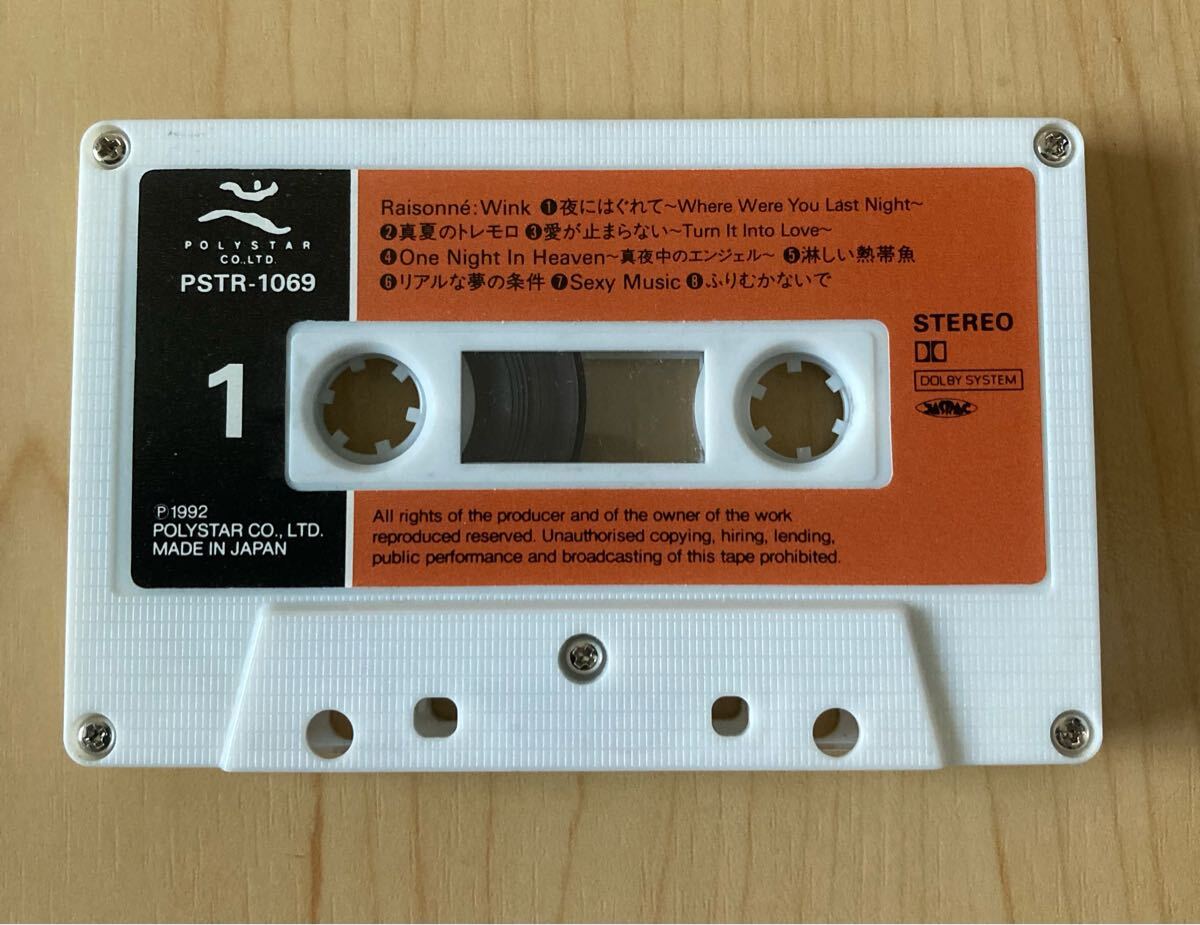 POLYSTAR
CO.,LTD.
PSTR-1069
1
Ⓟ1992
POLYSTAR CO., LTD.
MADE IN JAPAN
Raisonné: Wink ❶夜にはぐれて~Where Were You Last Night~
❷真夏のトレモロ ❸愛が止まらない~Turn It Into Love~
❹One Night In Heaven~真夜中のエンジェル~ ❺淋しい熱帯魚
❻リアルな夢の条件 ❼Sexy Music ❽ふりむかないで
STEREO
DOLBY SYSTEM
JASRAC
All rights of the producer and of the owner of the work
reproduced reserved. Unauthorised copying, hiring, lending,
public performance and broadcasting of this tape prohibited.